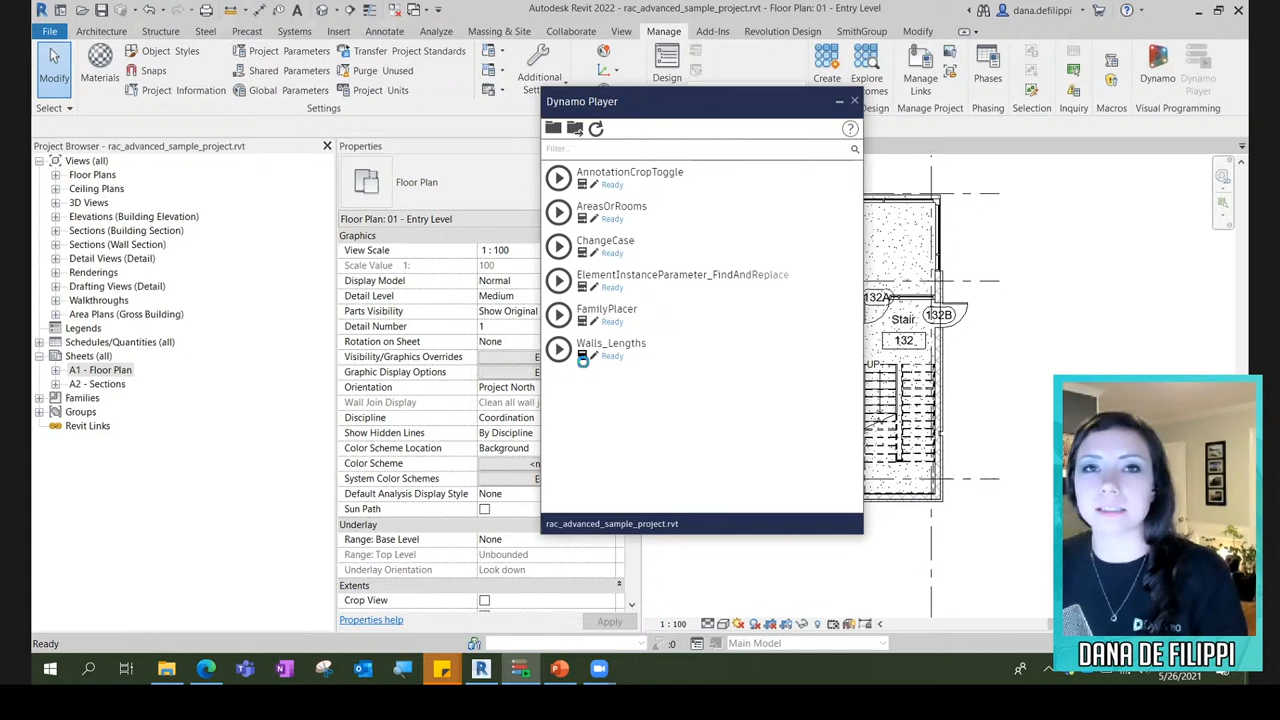 Autodesk Revit 2022 - rac_advanced_sample_project.rvt - Floor Plan: 01 - Entry Level
dana.defilippi
File Architecture Structure Steel Precast Systems Insert Annotate Analyze Massing & Site Collaborate View Manage Add-Ins Revolution Design SmithGroup Modify
Modify
Materials
Object Styles
Snaps
Project Information
Project Parameters
Shared Parameters
Global Parameters
Transfer Project Standards
Purge Unused
Project Units
Additional
Design
Create
Explore
Manage
Links
Phases
Dynamo
Dynamo
Player
Select
Settings
Manage Project
Phasing
Selection
Inquiry
Macros
Visual Programming
Project Browser - rac_advanced_sample_project.rvt
Views (all)
Floor Plans
Ceiling Plans
3D Views
Elevations (Building Elevation)
Sections (Building Section)
Sections (Wall Section)
Detail Views (Detail)
Renderings
Drafting Views (Detail)
Walkthroughs
Area Plans (Gross Building)
Legends
Schedules/Quantities (all)
Sheets (all)
A1 - Floor Plan
A2 - Sections
Families
Groups
Revit Links
Properties
Floor Plan
Floor Plan: 01 - Entry Level
Graphics
View Scale 1 : 100
Scale Value 1: 100
Display Model Normal
Detail Level Medium
Parts Visibility Show Original
Detail Number 1
Rotation on Sheet None
Visibility/Graphics Overrides E
Graphic Display Options E
Orientation Project North
Wall Join Display Clean all wall j
Discipline Coordination
Show Hidden Lines By Discipline
Color Scheme Location Background
Color Scheme <n
System Color Schemes E
Default Analysis Display Style None
Sun Path
Underlay
Range: Base Level None
Range: Top Level Unbounded
Underlay Orientation Look down
Extents
Crop View
Properties help
Apply
Dynamo Player
Filter...
AnnotationCropToggle
Ready
AreasOrRooms
Ready
ChangeCase
Ready
ElementInstanceParameter_FindAndReplace
Ready
FamilyPlacer
Ready
Walls_Lengths
Ready
rac_advanced_sample_project.rvt
132A
132B
Stair
132
UP
1 : 100
Ready
:0
Main Model
DANA DE FILIPPI
5/26/2021